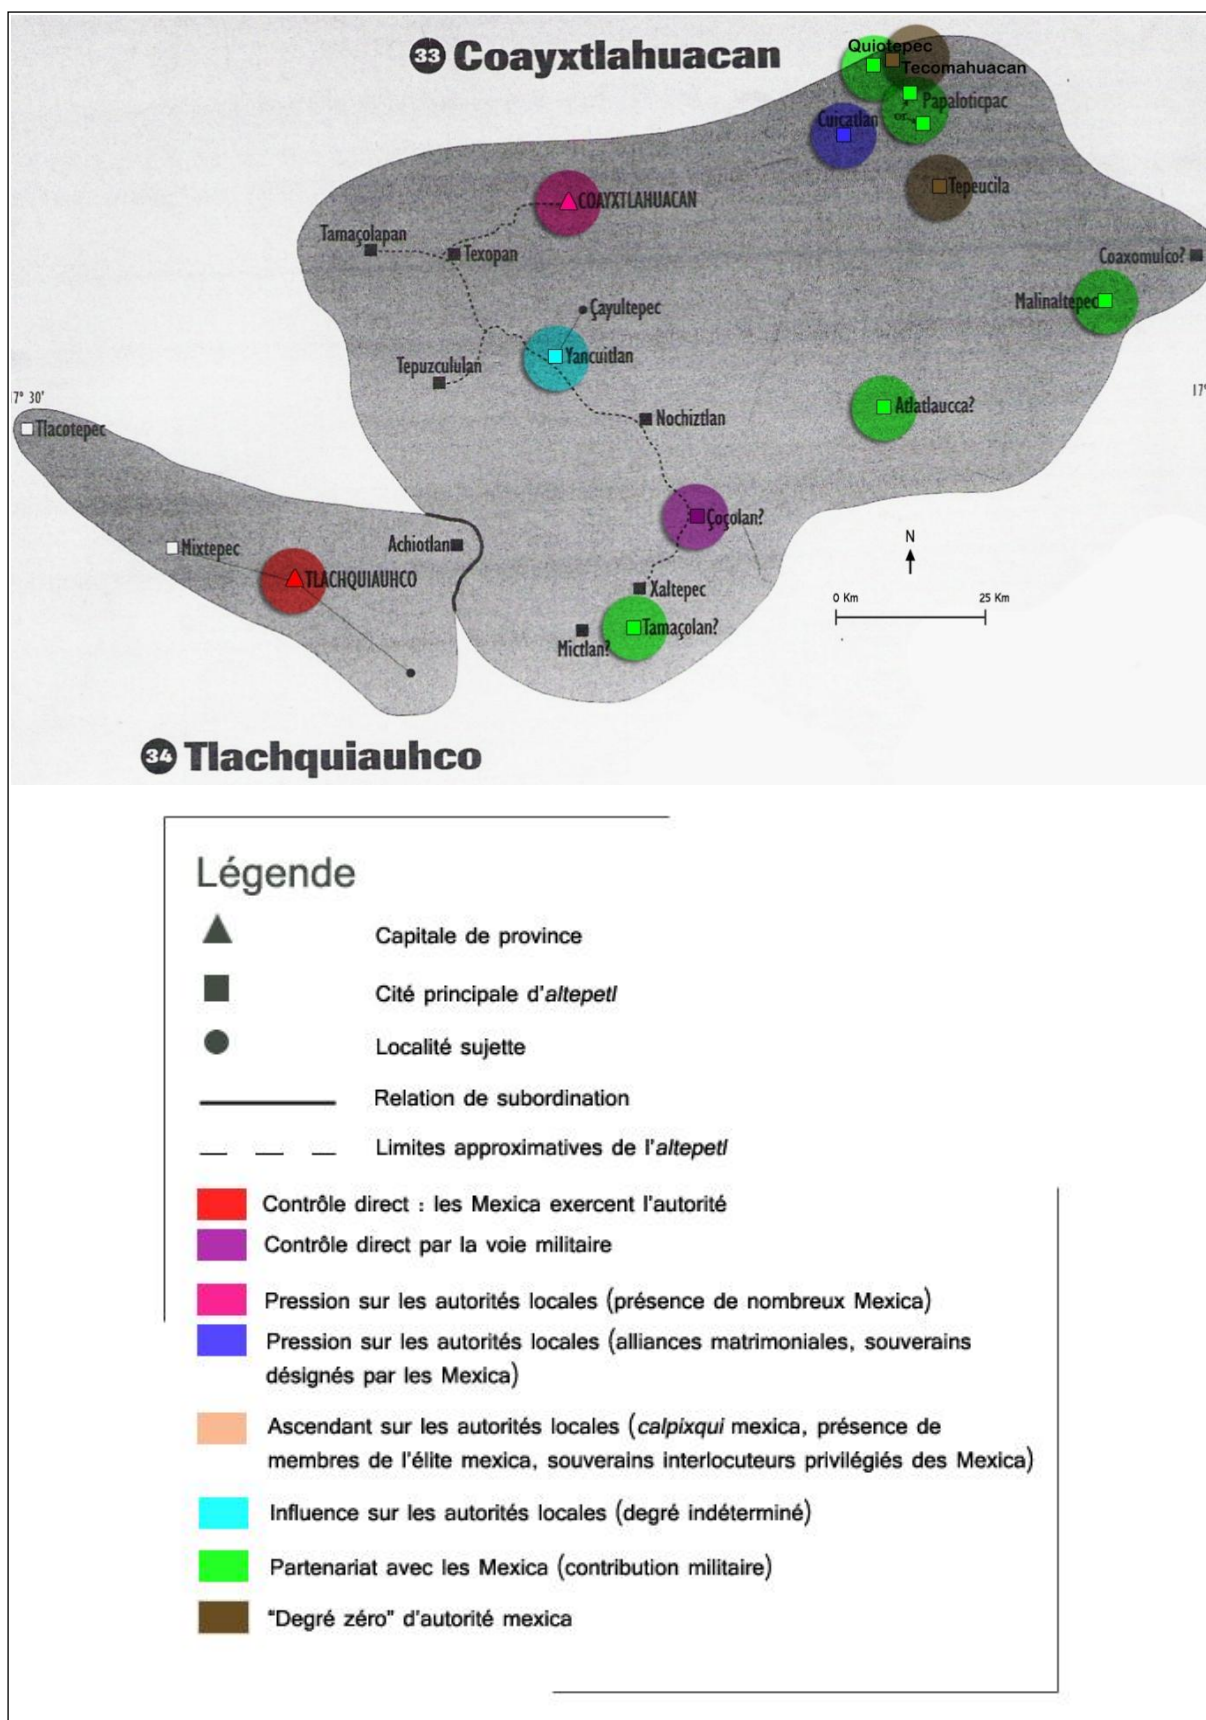 33 Coayxtlahuacan
Quiotepec
Tecomahuacan
Papaloticpac
or
Cuicatlan
Tepeucila
COAYXTLAHUACAN
Tamaçolapan
Texopan
Coaxomulco?
Malinaltepec
Çayultepec
Yancuitlan
Tepuzcululan
17° 30'
17°
Atlatlaucca?
Nochiztlan
Tlacotepec
Çoçolan?
Achiotlan
Mixtepec
TLACHQUIAUHCO
N
Xaltepec
0 Km 25 Km
Tamaçolan?
Mictlan?
34 Tlachquiauhco
Légende
Capitale de province
Cité principale d'altepetl
Localité sujette
Relation de subordination
Limites approximatives de l'altepetl
Contrôle direct : les Mexica exercent l'autorité
Contrôle direct par la voie militaire
Pression sur les autorités locales (présence de nombreux Mexica)
Pression sur les autorités locales (alliances matrimoniales, souverains
désignés par les Mexica)
Ascendant sur les autorités locales (calpixqui mexica, présence de
membres de l'élite mexica, souverains interlocuteurs privilégiés des Mexica)
Influence sur les autorités locales (degré indéterminé)
Partenariat avec les Mexica (contribution militaire)
"Degré zéro" d'autorité mexica